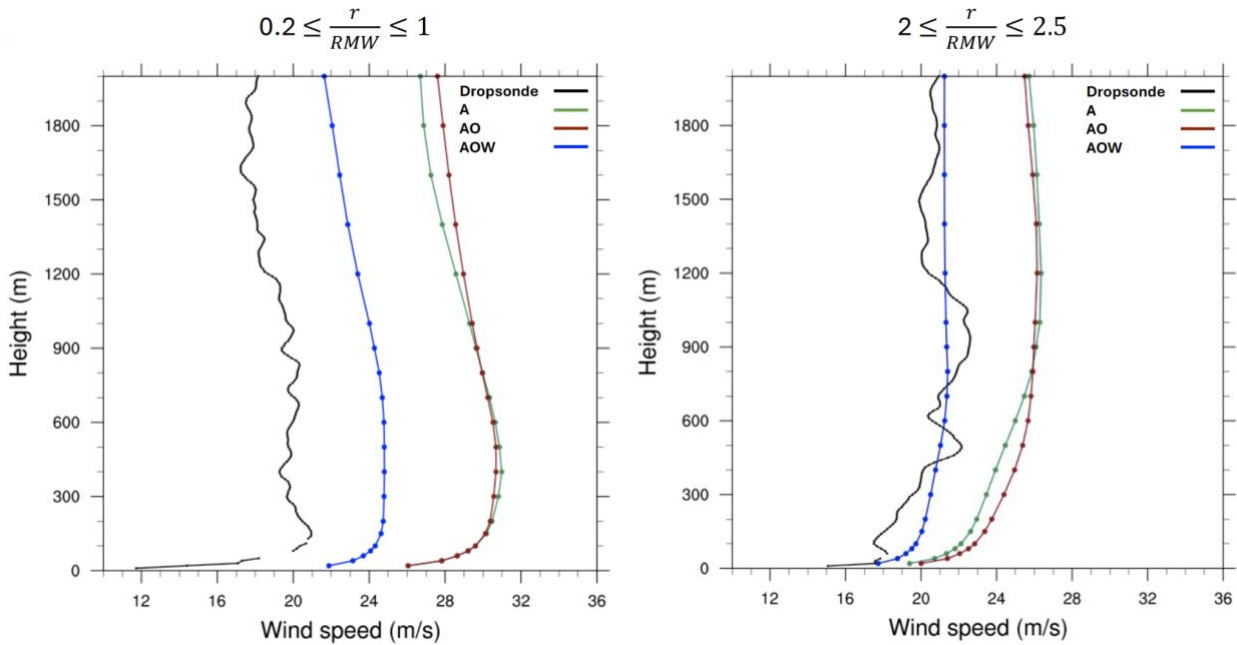 0.2 ≤ r/RMW ≤ 1
Dropsonde
A
AO
AOW
Height (m)
1800
1500
1200
900
600
300
0
12 16 20 24 28 32 36
Wind speed (m/s)
2 ≤ r/RMW ≤ 2.5
Dropsonde
A
AO
AOW
Height (m)
1800
1500
1200
900
600
300
0
12 16 20 24 28 32 36
Wind speed (m/s)